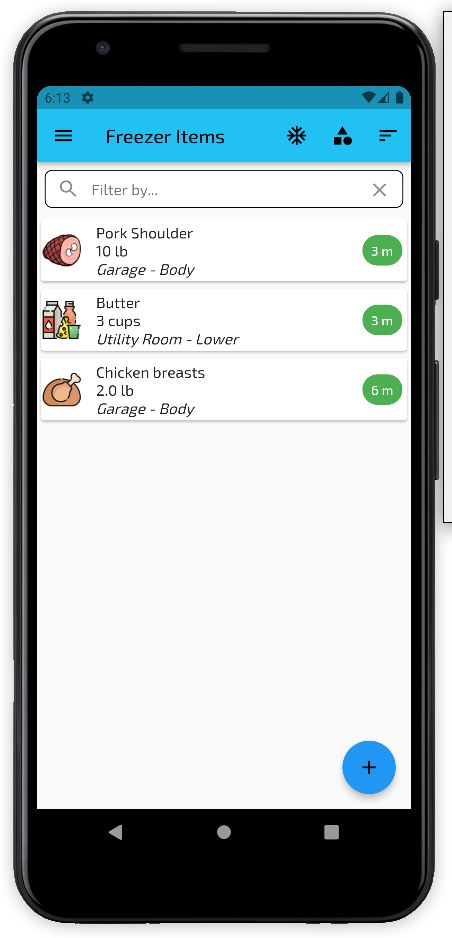 6:13
Freezer Items
Filter by...
Pork Shoulder
10 lb
3 m
Garage - Body
Butter
3 cups
3 m
Utility Room - Lower
Chicken breasts
2.0 lb
6 m
Garage - Body